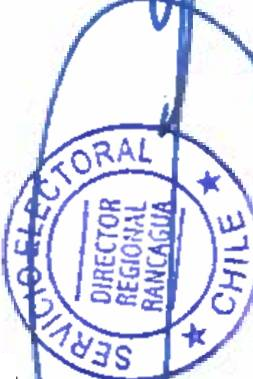 SERVICIO ELECTORAL
★ CHILE ★
DIRECTOR
REGIONAL
RANCAGUA